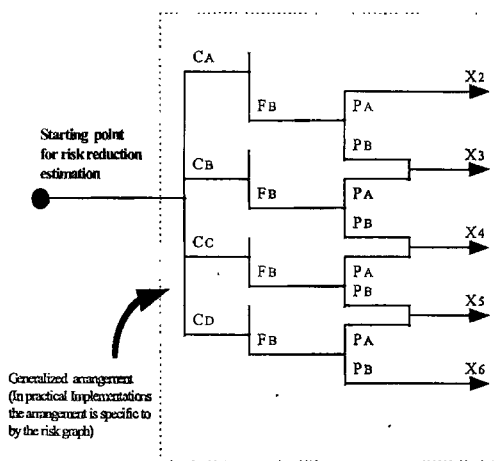 CA
X2
FB
PA
Starting point
for risk reduction
estimation
PB
X3
CB
FB
PA
PB
X4
CC
FB
PA
PB
X5
CD
FB
PA
PB
X6
Generalized arrangement
(In practical Implementations
the arrangement is specific to
by the risk graph)